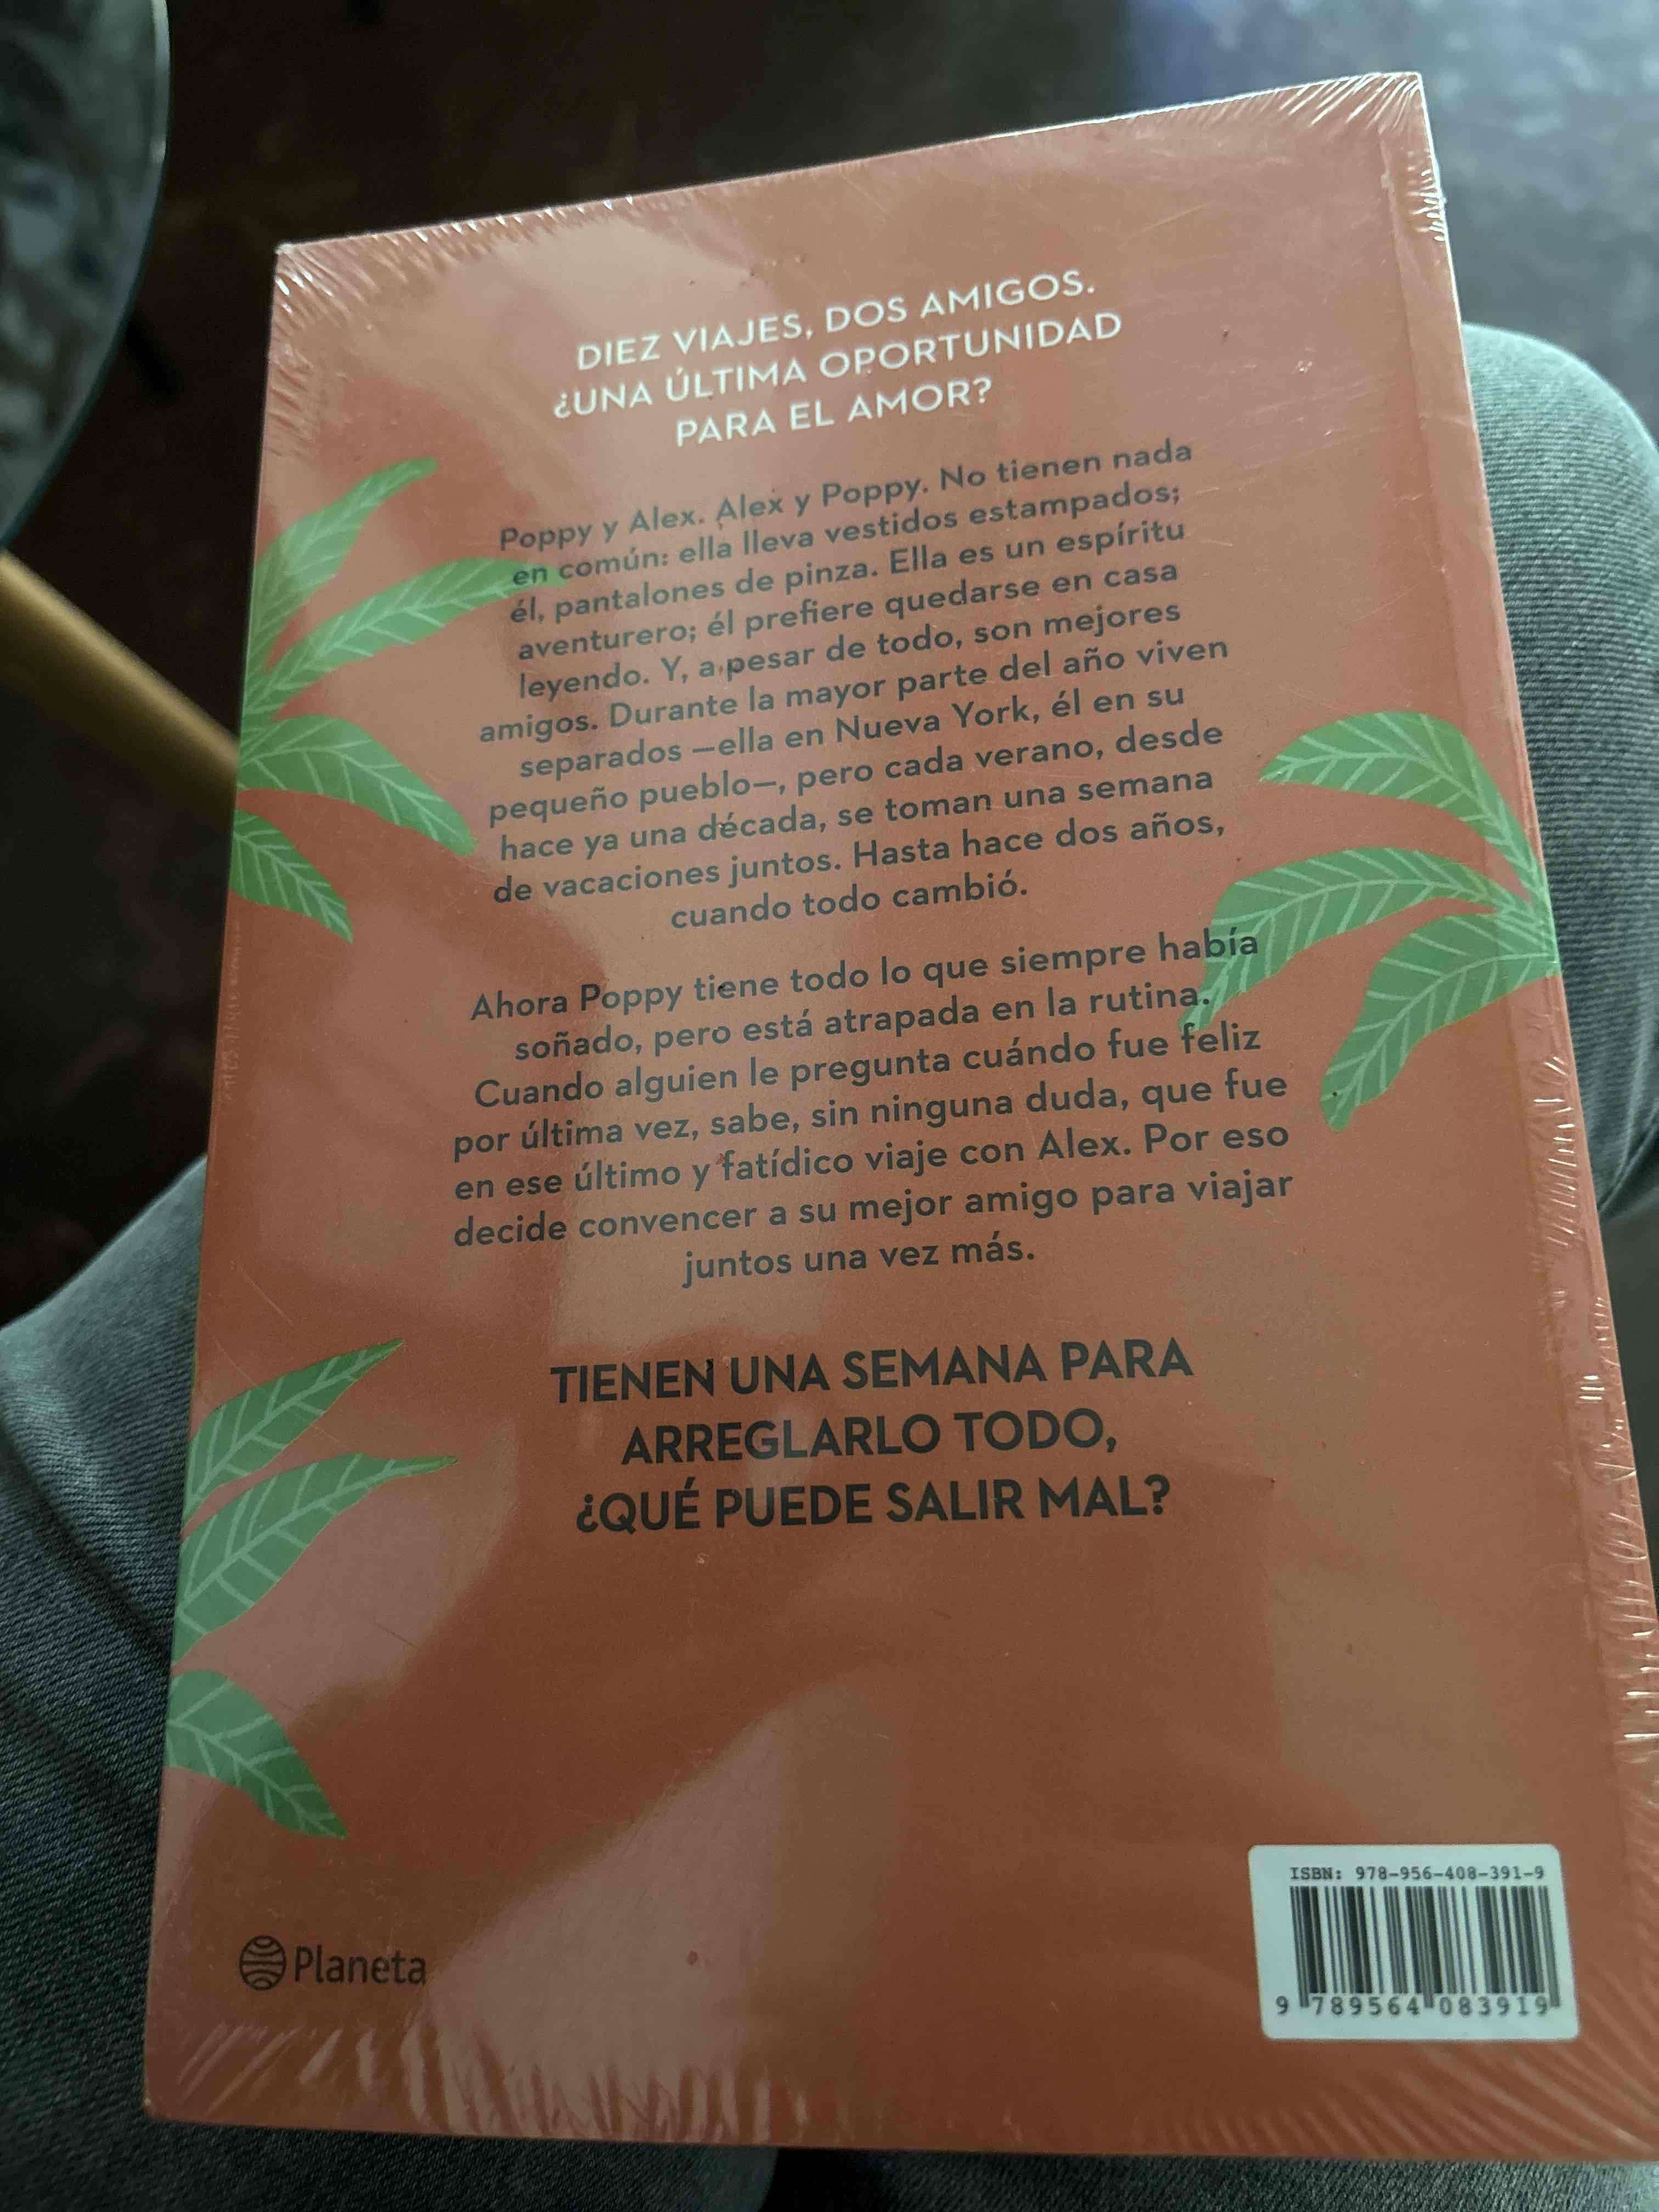 DIEZ VIAJES, DOS AMIGOS.
¿UNA ÚLTIMA OPORTUNIDAD
PARA EL AMOR?
Poppy y Alex. Alex y Poppy. No tienen nada
en común: ella lleva vestidos estampados;
él, pantalones de pinza. Ella es un espíritu
aventurero; él prefiere quedarse en casa
leyendo. Y, a pesar de todo, son mejores
amigos. Durante la mayor parte del año viven
separados —ella en Nueva York, él en su
pequeño pueblo—, pero cada verano, desde
hace ya una década, se toman una semana
de vacaciones juntos. Hasta hace dos años,
cuando todo cambió.
Ahora Poppy tiene todo lo que siempre había
soñado, pero está atrapada en la rutina.
Cuando alguien le pregunta cuándo fue feliz
por última vez, sabe, sin ninguna duda, que fue
en ese último y fatídico viaje con Alex. Por eso
decide convencer a su mejor amigo para viajar
juntos una vez más.
TIENEN UNA SEMANA PARA
ARREGLARLO TODO,
¿QUÉ PUEDE SALIR MAL?
Planeta
ISBN: 978-956-408-391-9
9 789564 083919